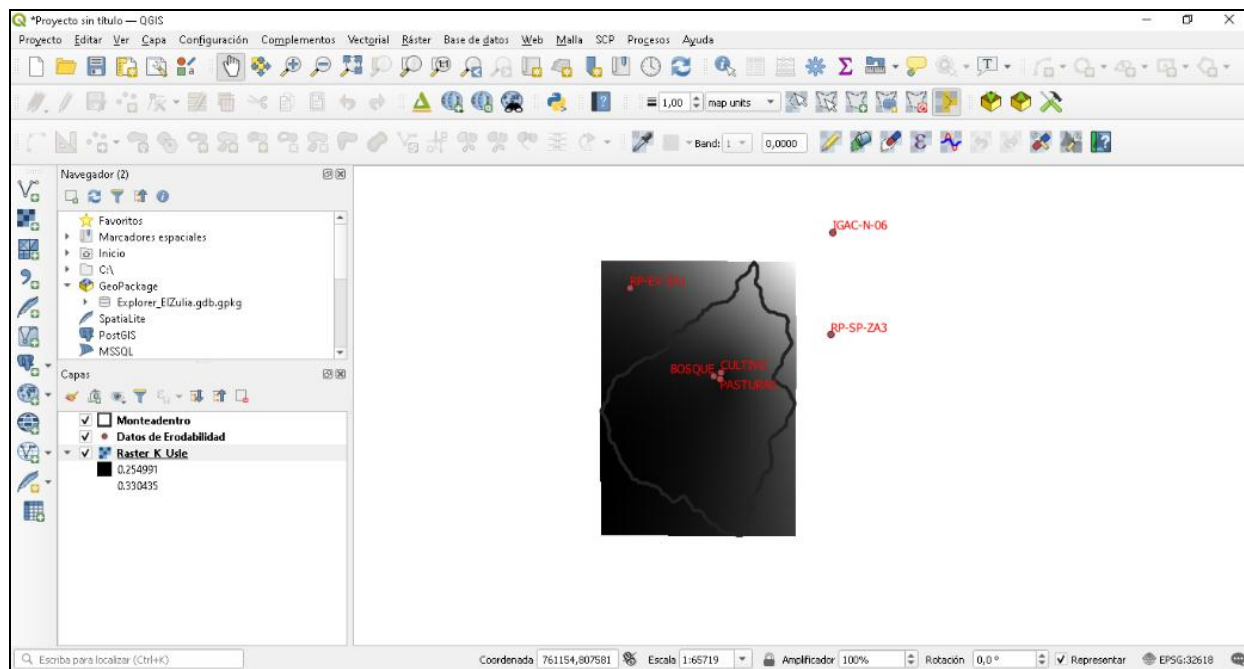 *Proyecto sin título — QGIS
Proyecto Editar Ver Capa Configuración Complementos Vectorial Ráster Base de datos Web Malla SCP Procesos Ayuda
1,00 map units
Band: 1 0,0000
Navegador (2)
Favoritos
Marcadores espaciales
Inicio
C:\
GeoPackage
Explorer_ElZulia.gdb.gpkg
SpatiaLite
PostGIS
MSSQL
Capas
Monteadentro
Datos de Erodabilidad
Raster_K_Usle
0.254991
0.330435
IGAC-N-06
RP-SP-ZA3
BOSQUE CULTIVO
PASTURAS
Escriba para localizar (Ctrl+K) Coordenada 761154,807581 Escala 1:65719 Amplificador 100% Rotación 0,0 ° Representar EPSG:32618